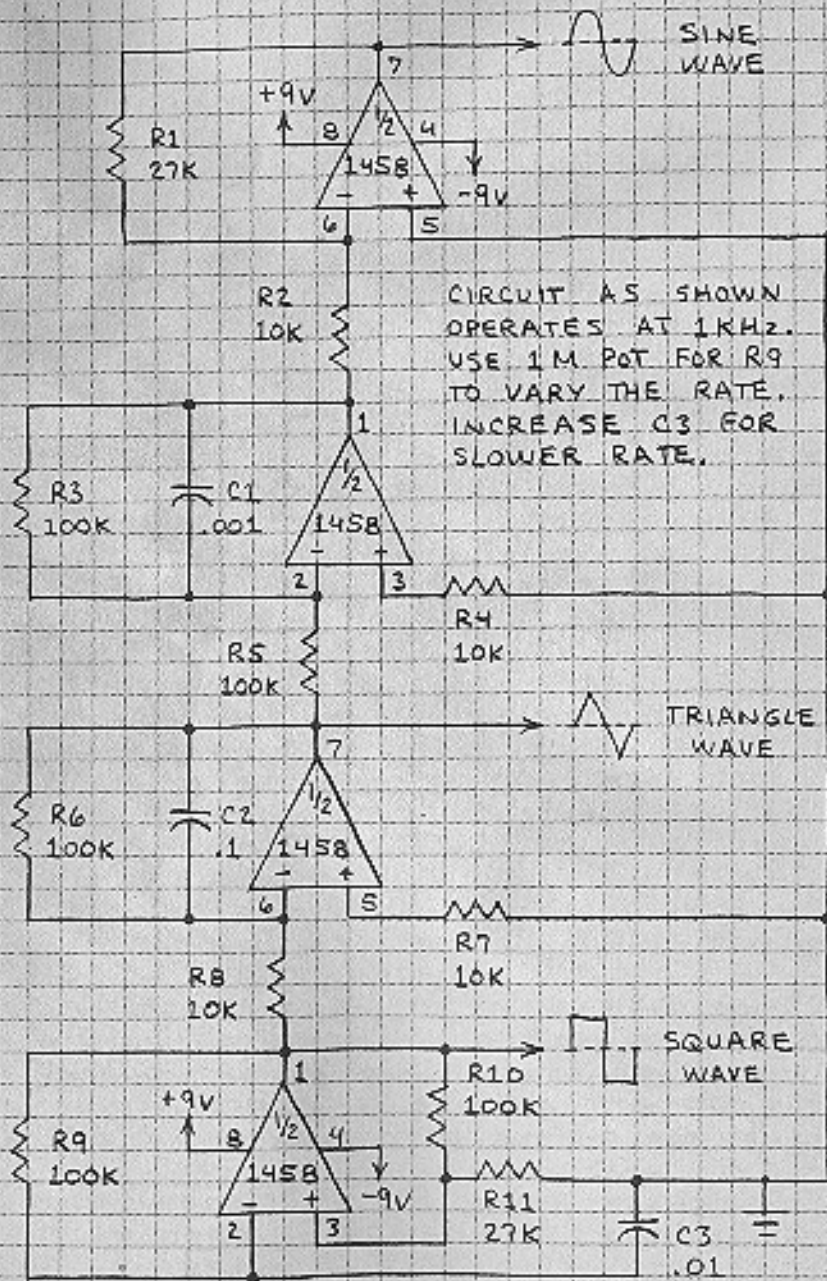 SINE
WAVE
7
+9V
8
1/2
4
1458
-9V
-
+
6
5
R1
27K
R2
10K
CIRCUIT AS SHOWN
OPERATES AT 1KHz.
USE 1M POT FOR R9
TO VARY THE RATE.
INCREASE C3 FOR
SLOWER RATE.
1
1/2
1458
-
+
2
3
R3
100K
C1
.001
R4
10K
R5
100K
TRIANGLE
WAVE
7
1/2
1458
-
+
6
5
R6
100K
C2
.1
R7
10K
R8
10K
SQUARE
WAVE
1
R10
100K
+9V
8
1/2
4
1458
-9V
-
+
2
3
R9
100K
R11
27K
C3
.01